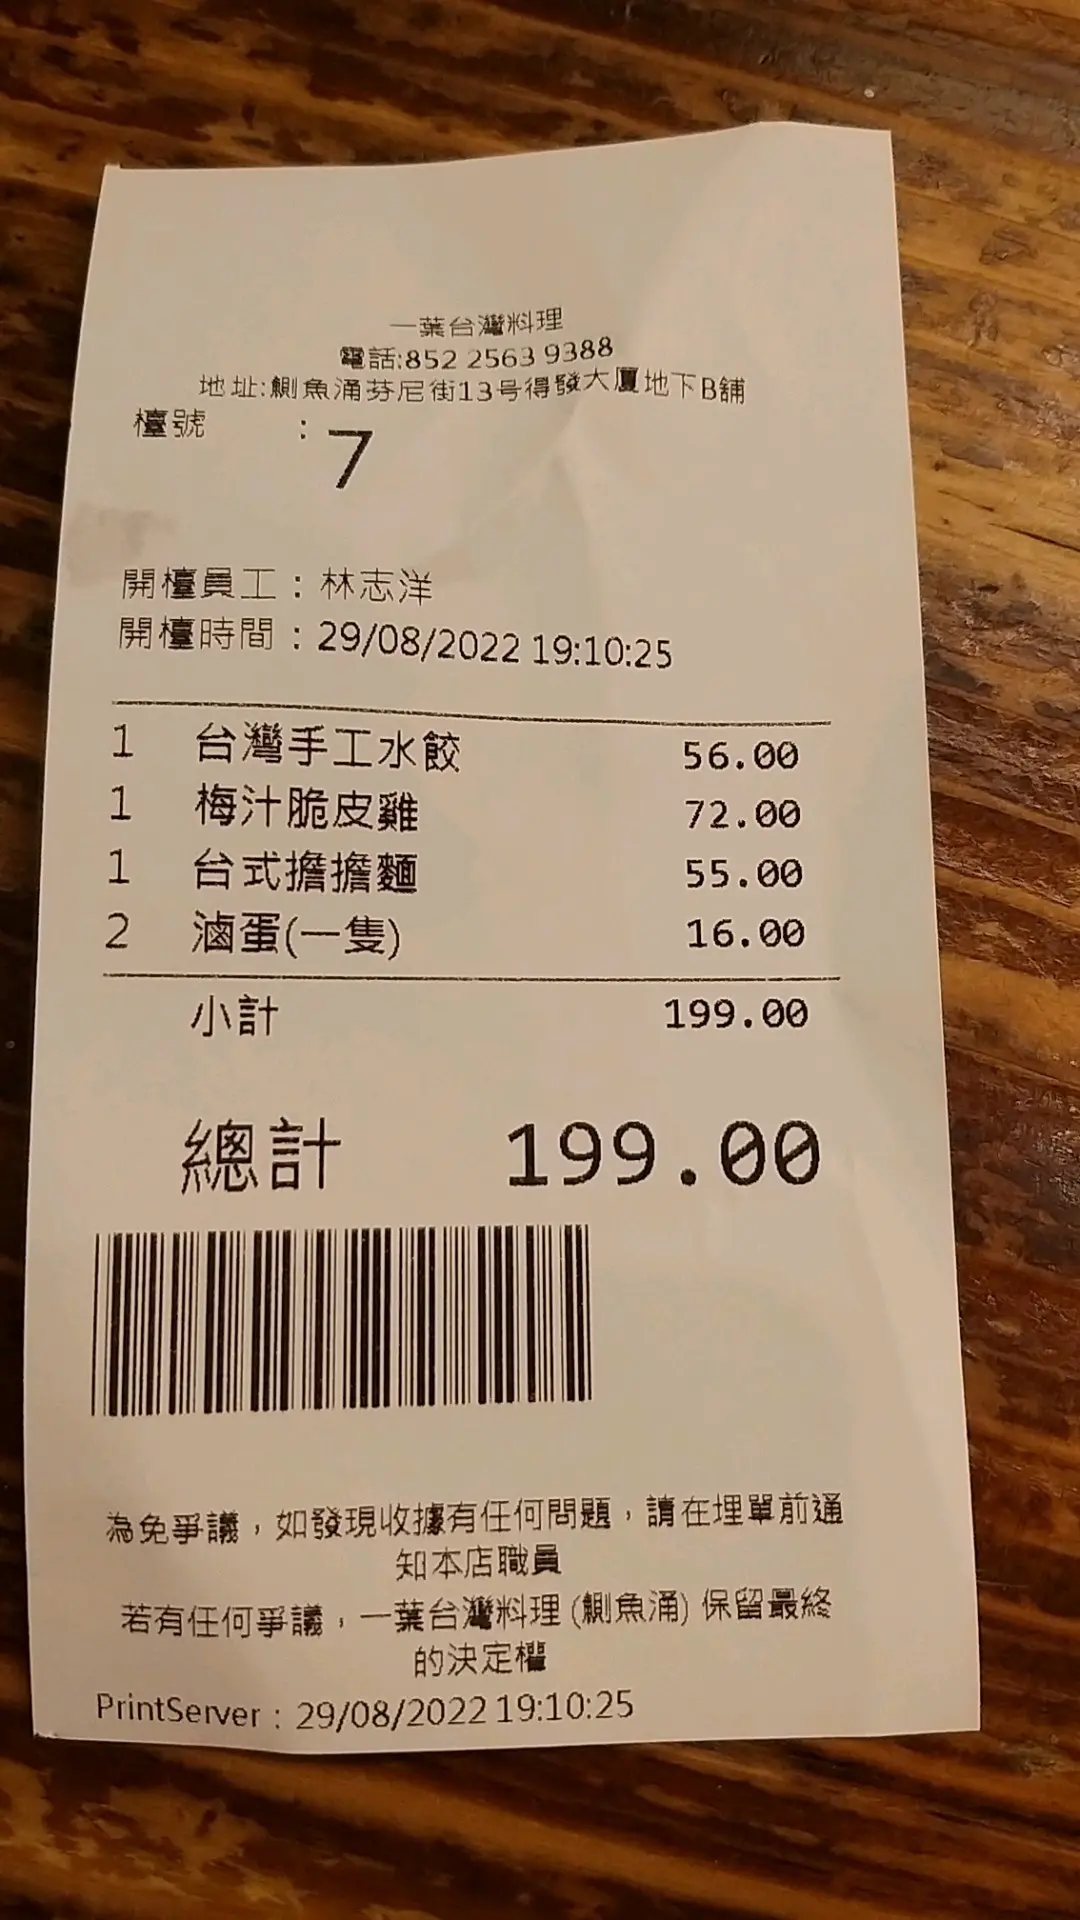 一葉台灣料理
電話:852 2563 9388
地址:鰂魚涌芬尼街13号得發大厦地下B舖
檯號 : 7
開檯員工 : 林志洋
開檯時間 : 29/08/2022 19:10:25
1 台灣手工水餃 56.00
1 梅汁脆皮雞 72.00
1 台式擔擔麵 55.00
2 滷蛋(一隻) 16.00
小計 199.00
總計 199.00
為免爭議，如發現收據有任何問題，請在埋單前通
知本店職員
若有任何爭議，一葉台灣料理 (鰂魚涌) 保留最終
的決定權
PrintServer : 29/08/2022 19:10:25